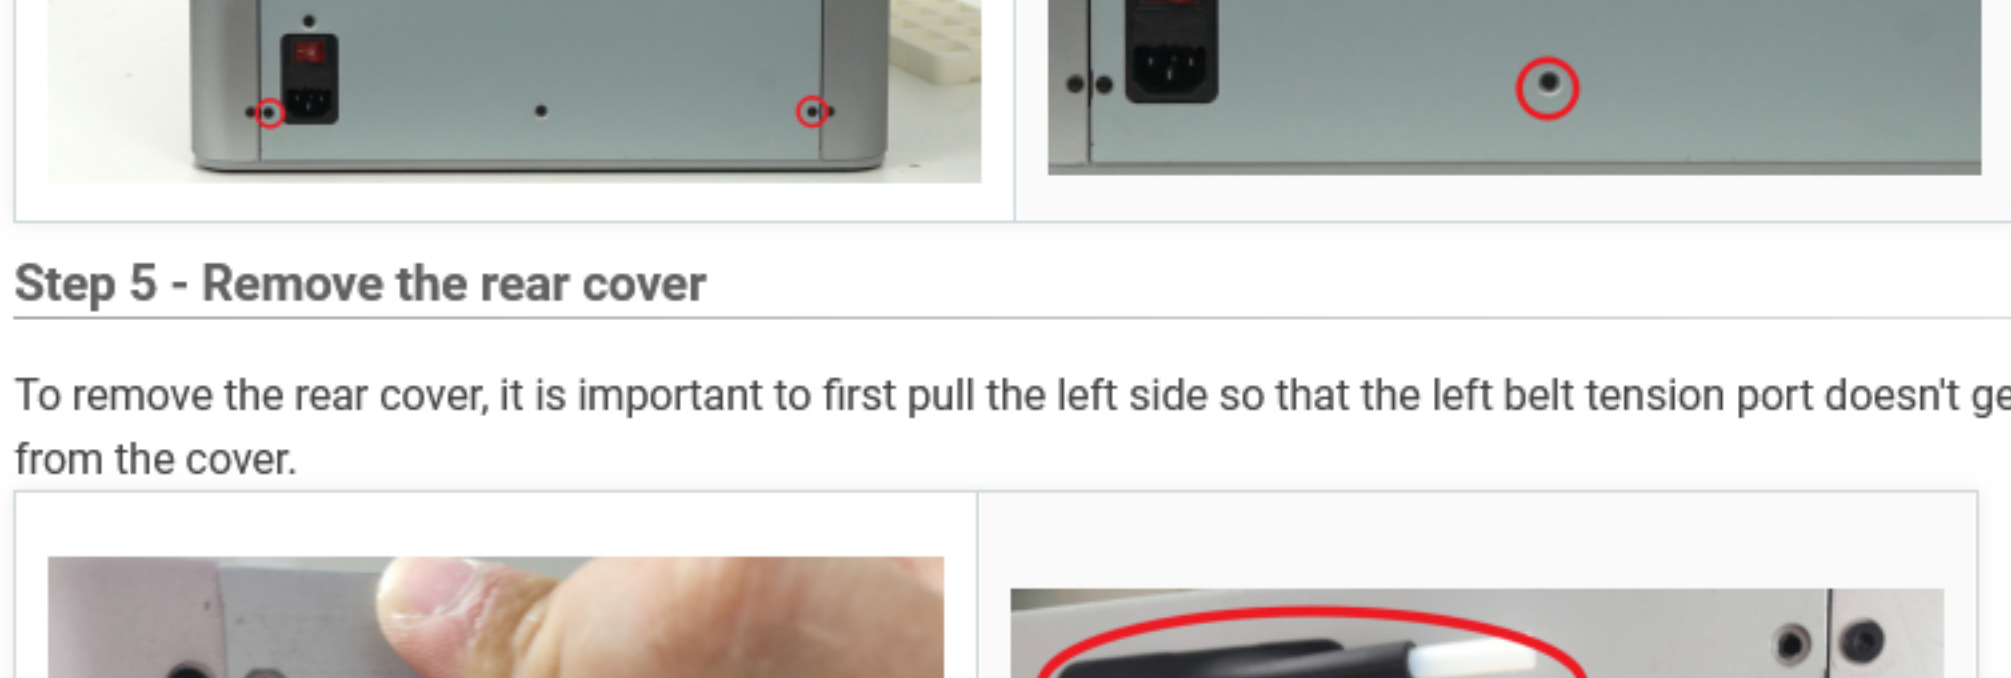 Step 5 - Remove the rear cover
To remove the rear cover, it is important to first pull the left side so that the left belt tension port doesn't
from the cover.